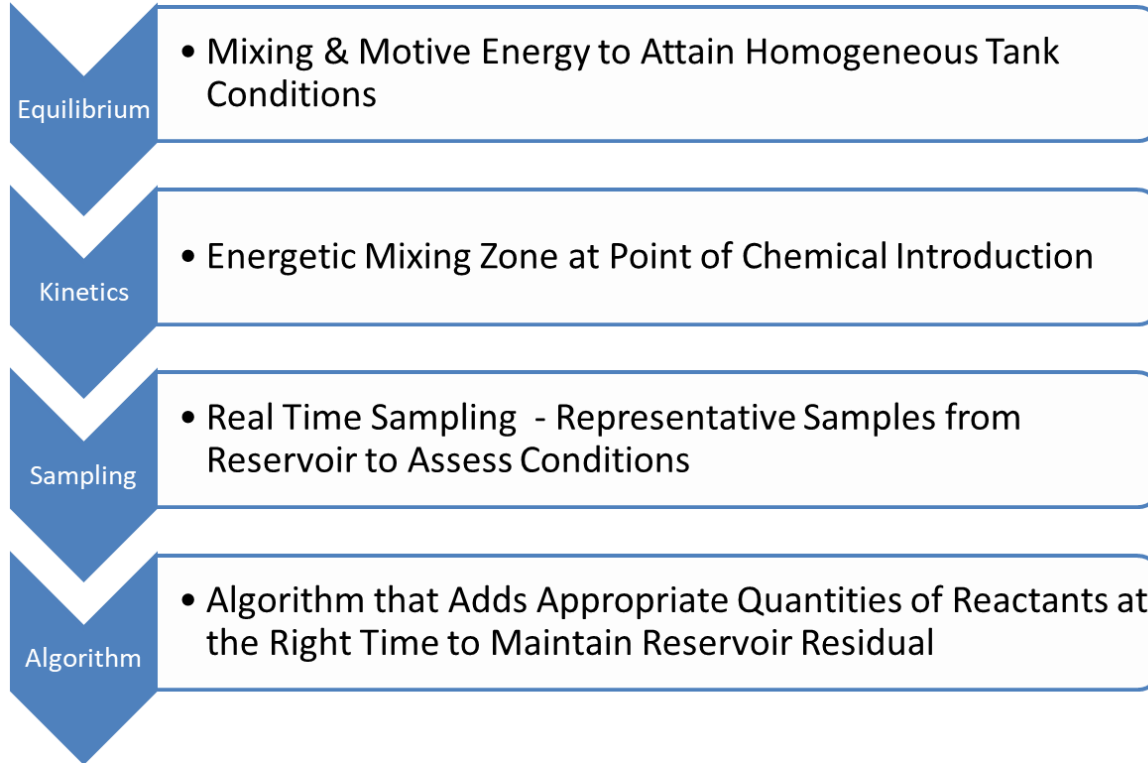 Equilibrium
• Mixing & Motive Energy to Attain Homogeneous Tank
Conditions
Kinetics
• Energetic Mixing Zone at Point of Chemical Introduction
Sampling
• Real Time Sampling  - Representative Samples from
Reservoir to Assess Conditions
Algorithm
• Algorithm that Adds Appropriate Quantities of Reactants at
the Right Time to Maintain Reservoir Residual